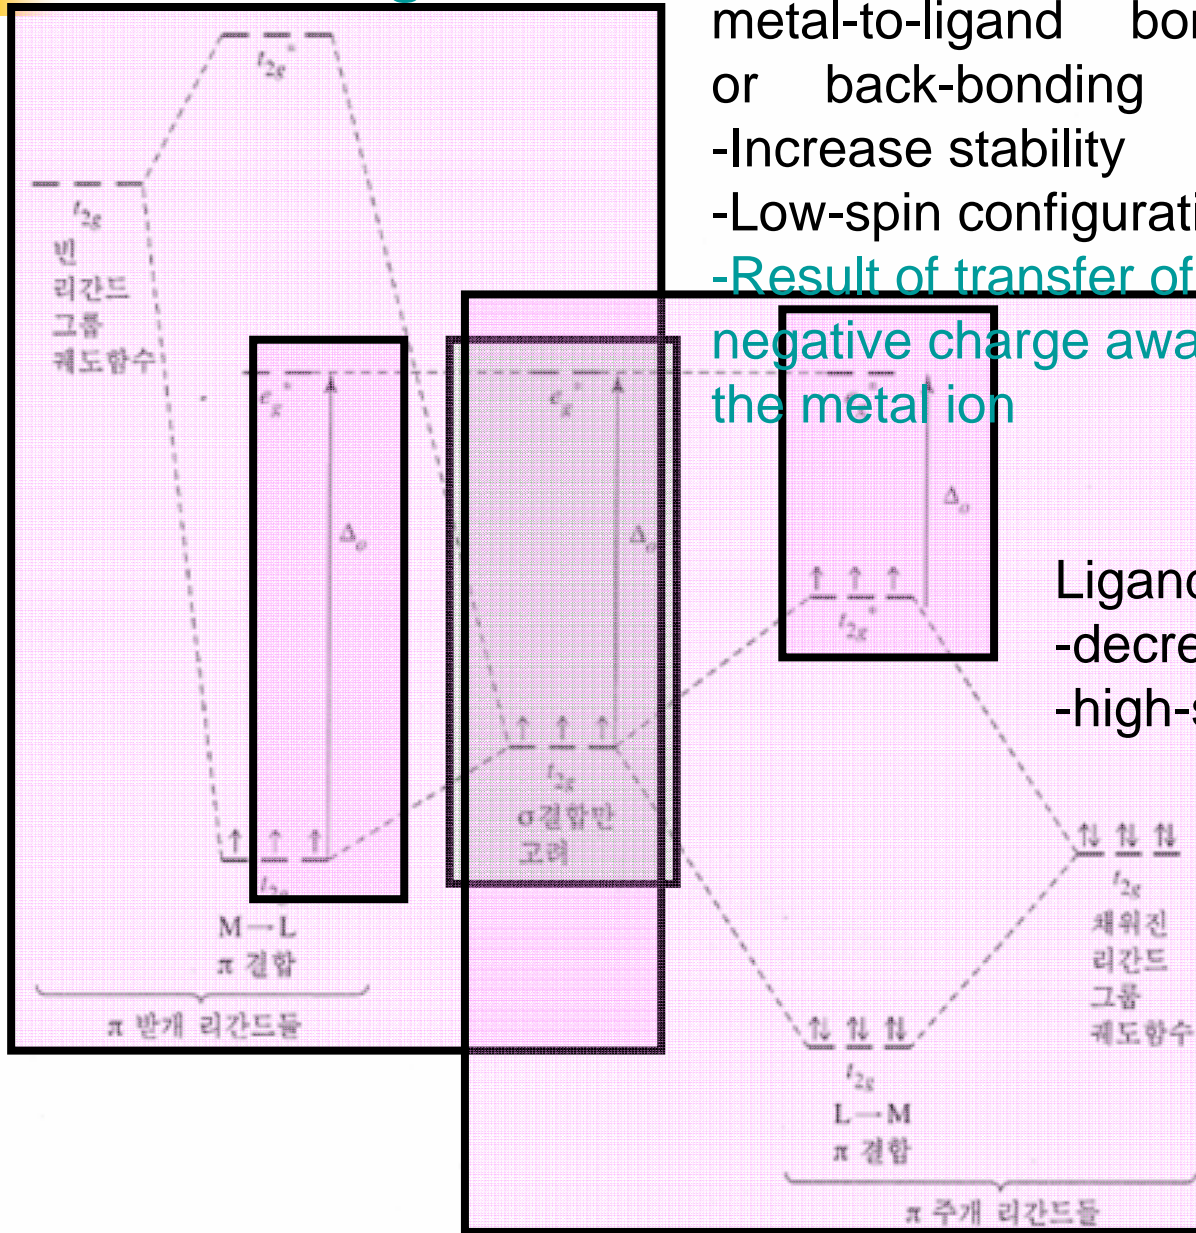 metal-to-ligand
or back-bonding
-Increase stability
-Low-spin
-Result of transfer of
negative charge
the metal ion
t2g*
t2g
빈
리간드
그룹
궤도함수
eg*
eg*
eg*
Δo
Δo
Δo
t2g*
-high-
t2g
σ결합만
고려
t2g
M→L
π 결합
π 받개 리간드들
t2g
채워진
리간드
그룹
궤도함수
t2g
L→M
π 결합
π 주개 리간드들